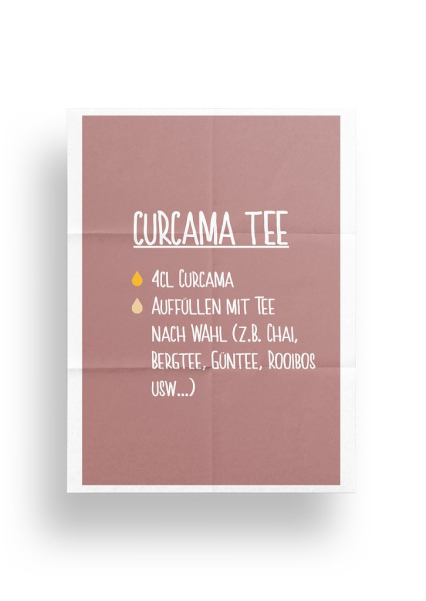 CURCAMA TEE
4CL CURCAMA
AUFFÜLLEN MIT TEE
NACH WAHL (Z.B. CHAI,
BERGTEE, GÜNTEE, ROOIBOS
USW...)